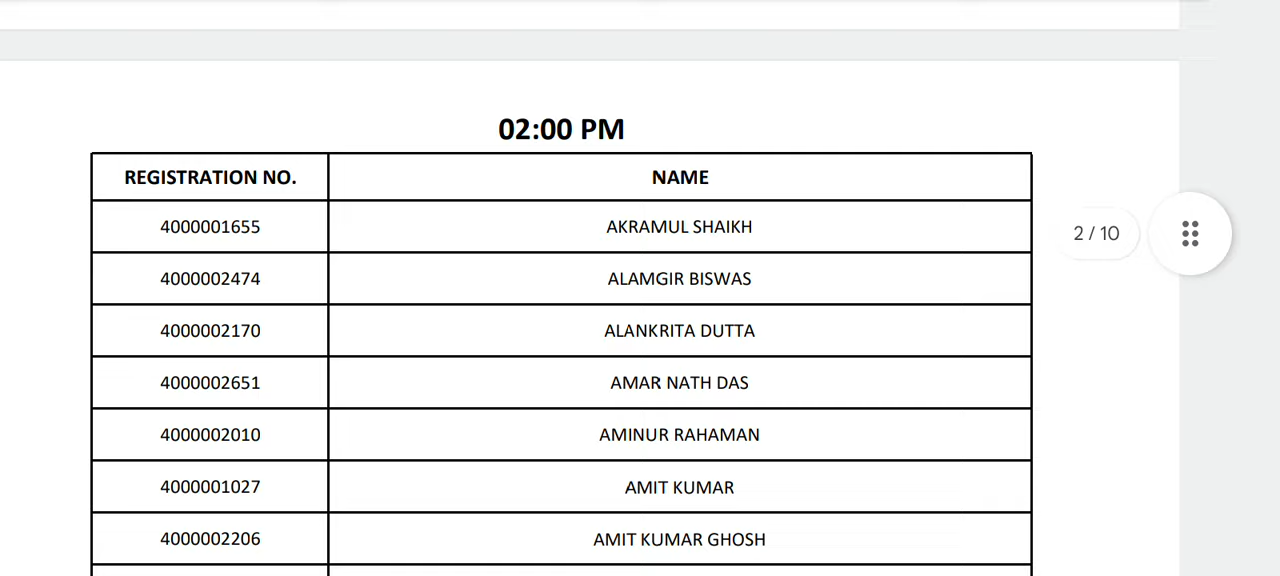 02:00 PM
REGISTRATION NO. NAME
4000001655 AKRAMUL SHAIKH
4000002474 ALAMGIR BISWAS
4000002170 ALANKRITA DUTTA
4000002651 AMAR NATH DAS
4000002010 AMINUR RAHAMAN
4000001027 AMIT KUMAR
4000002206 AMIT KUMAR GHOSH
2 / 10